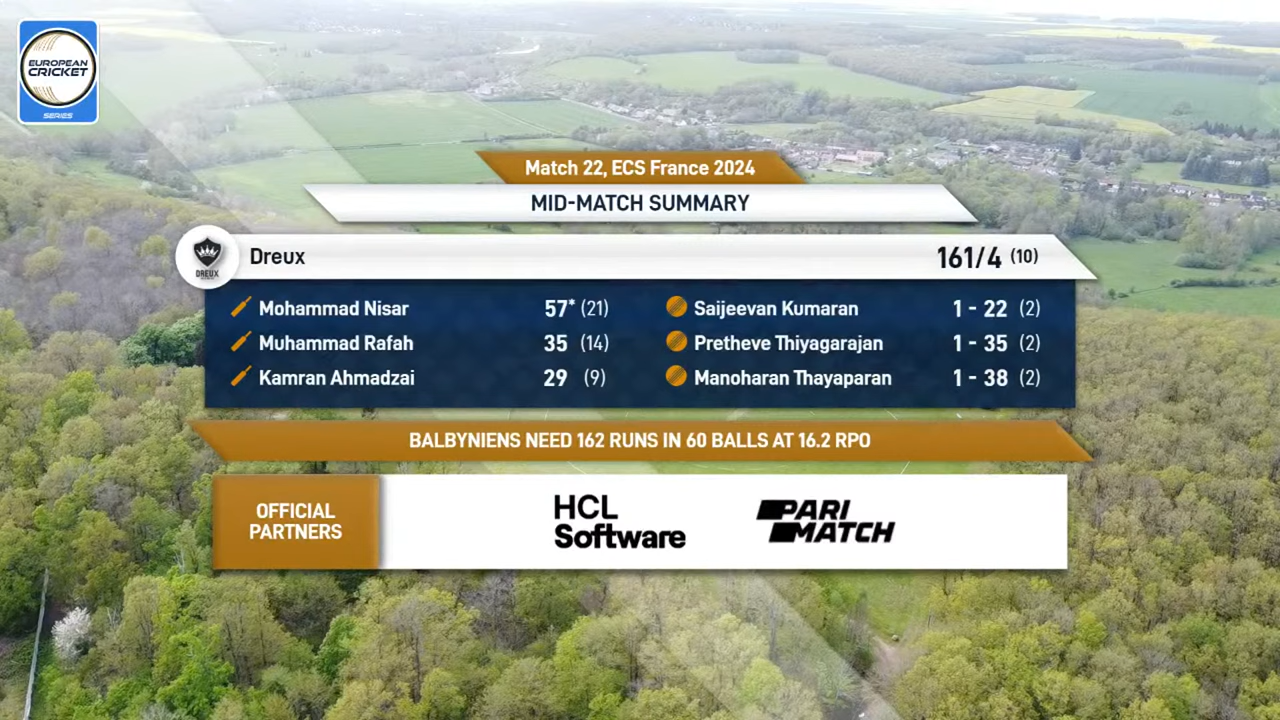 EUROPEAN
CRICKET
SERIES
Match 22, ECS France 2024
MID-MATCH SUMMARY
DREUX
Dreux 161/4 (10)
Mohammad Nisar 57* (21) Saijeevan Kumaran 1 - 22 (2)
Muhammad Rafah 35 (14) Pretheve Thiyagarajan 1 - 35 (2)
Kamran Ahmadzai 29 (9) Manoharan Thayaparan 1 - 38 (2)
BALBYNIENS NEED 162 RUNS IN 60 BALLS AT 16.2 RPO
OFFICIAL
PARTNERS
HCL
Software
PARI
MATCH